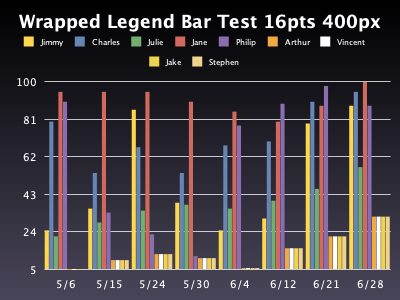 Wrapped Legend Bar Test 16pts 400px
Jimmy Charles Julie Jane Philip Arthur Vincent
Jake Stephen
100
81
62
43
24
5
5/6 5/15 5/24 5/30 6/4 6/12 6/21 6/28